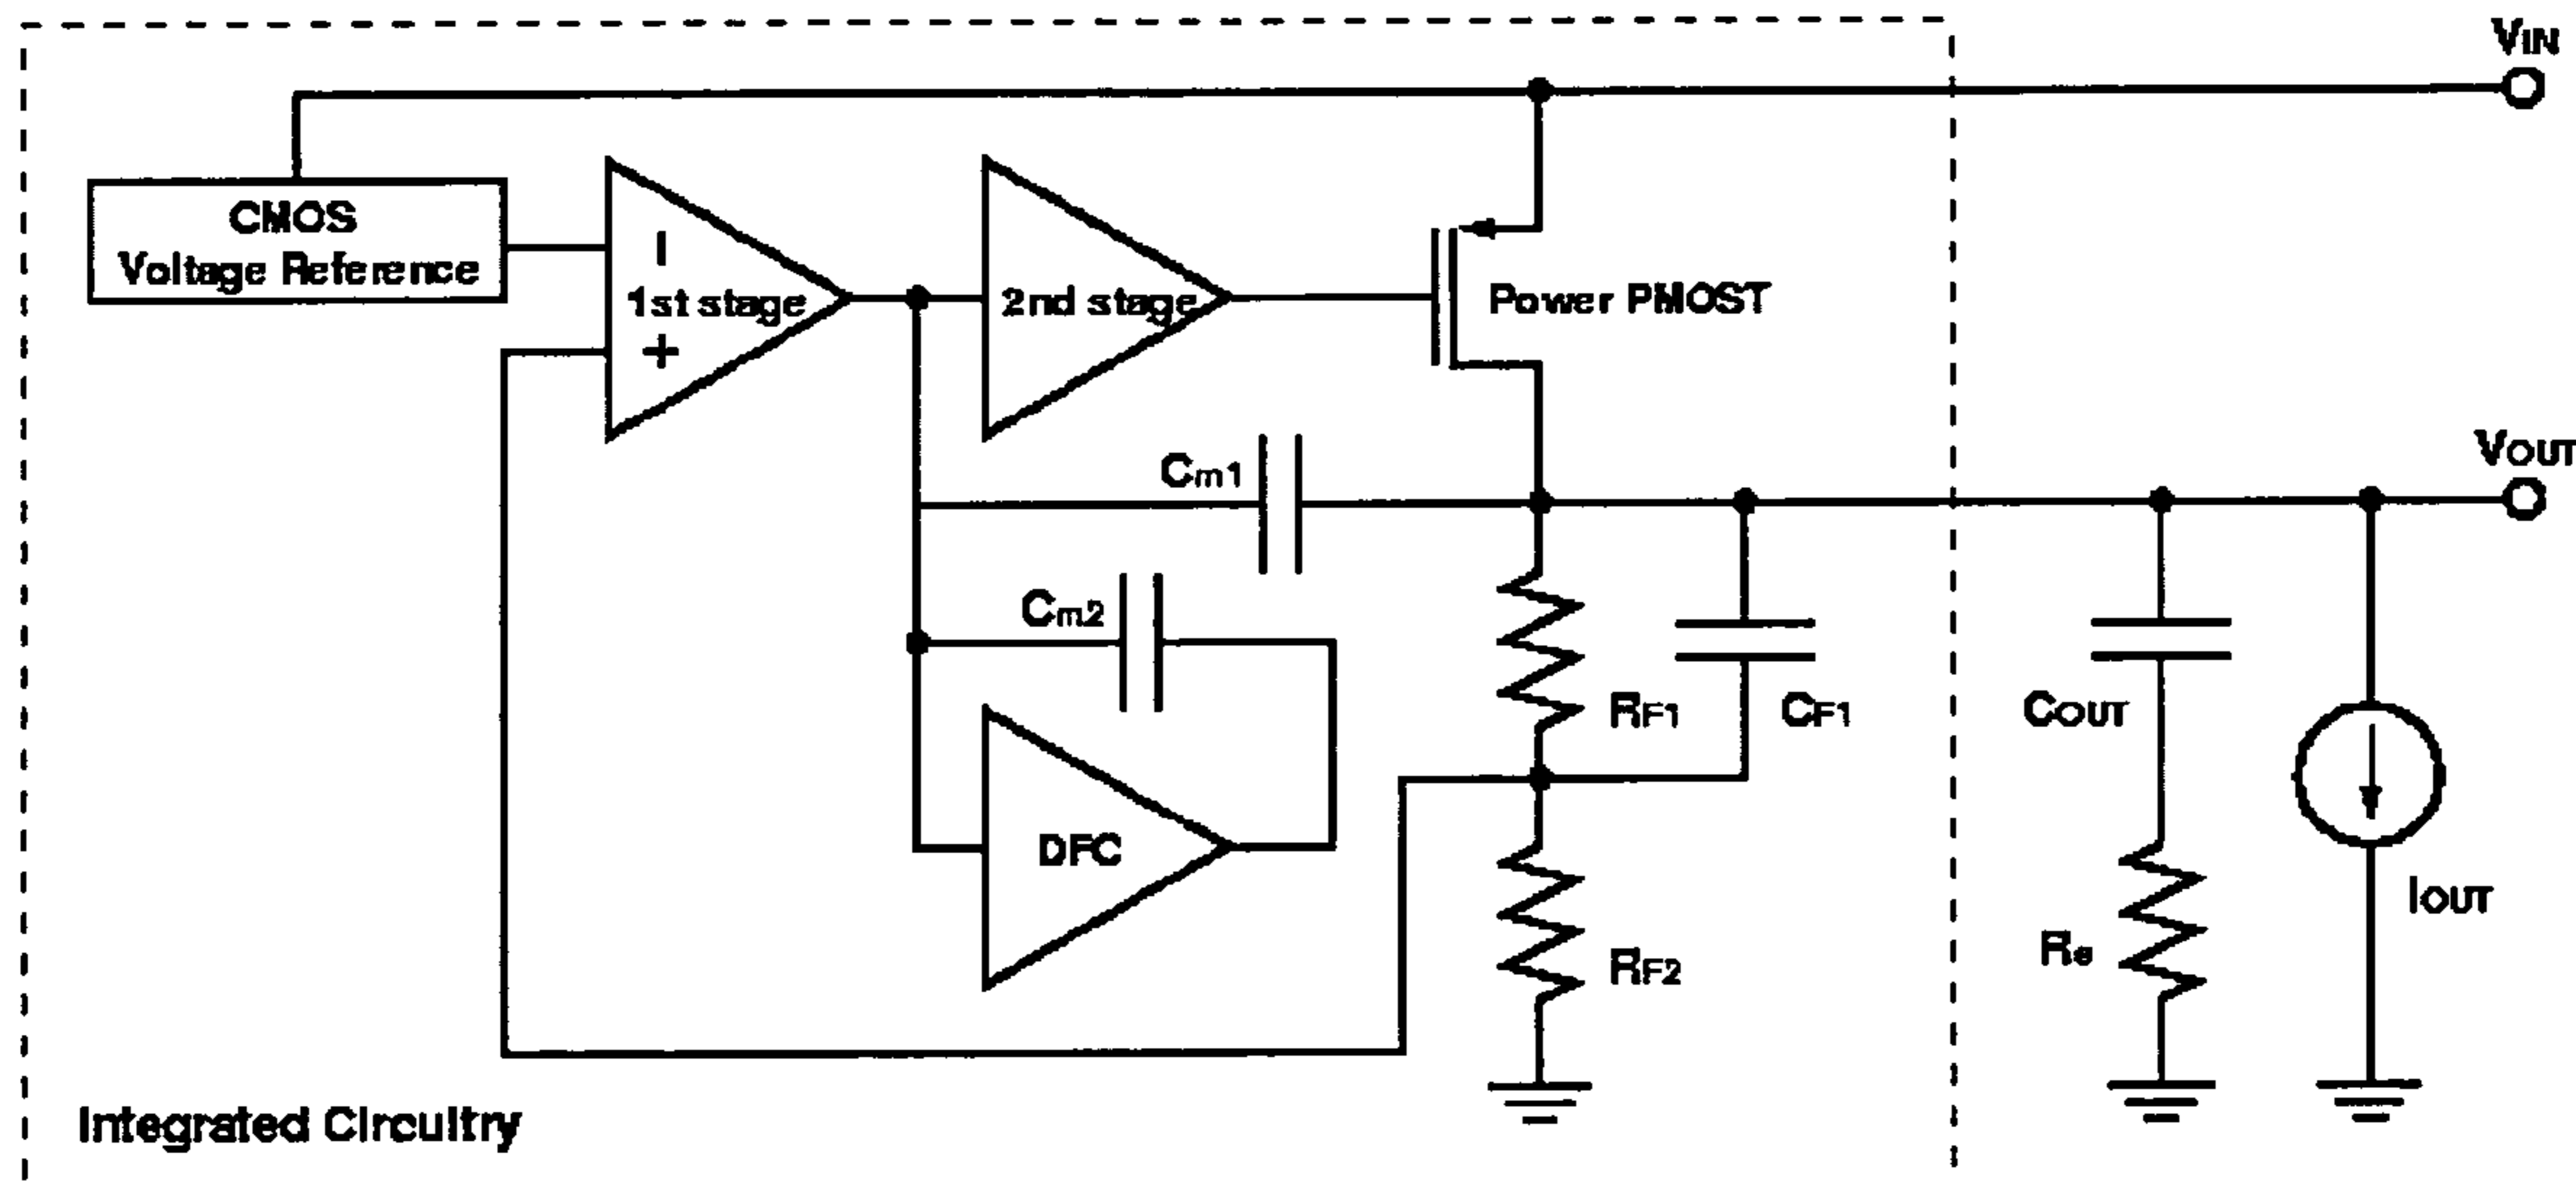 VIN
CMOS
Voltage Reference
−
1st stage
+
2nd stage
Power PMOST
VOUT
Cm1
Cm2
RF1
CF1
COUT
DFC
IOUT
RF2
Re
Integrated Circuitry